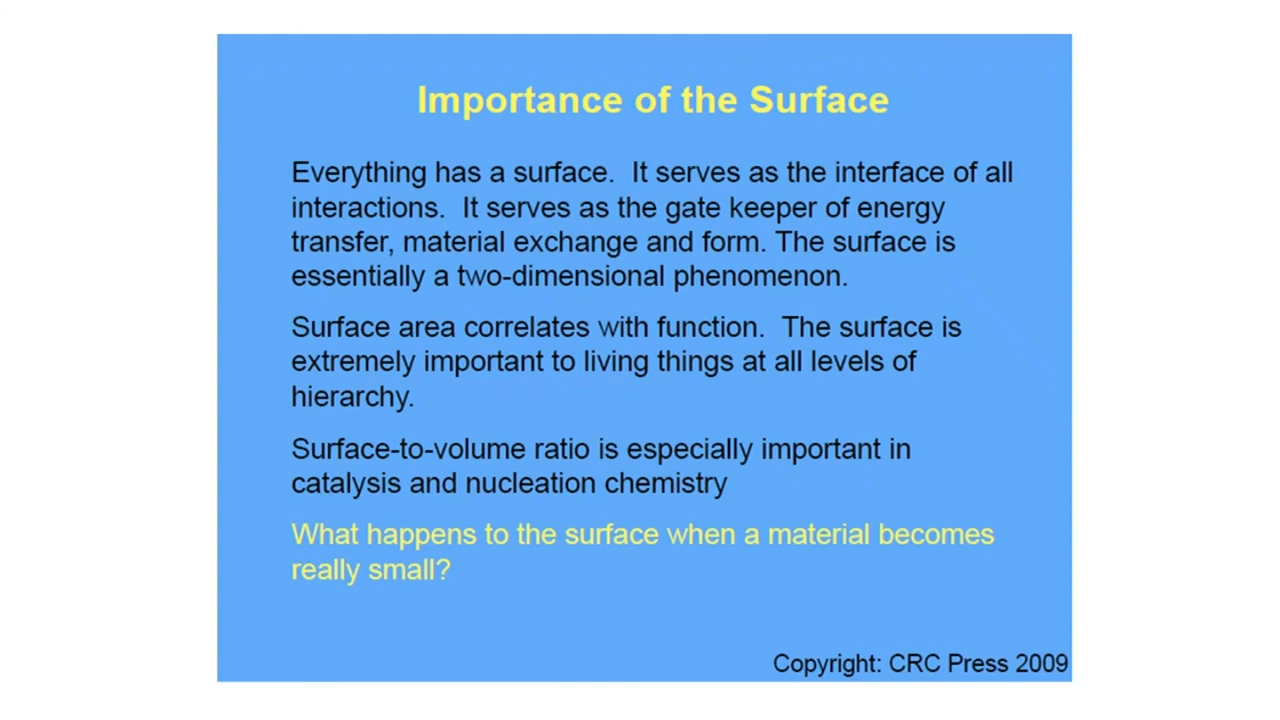 Importance of the Surface
Everything has a surface.  It serves as the interface of all
interactions.  It serves as the gate keeper of energy
transfer, material exchange and form. The surface is
essentially a two-dimensional phenomenon.
Surface area correlates with function.  The surface is
extremely important to living things at all levels of
hierarchy.
Surface-to-volume ratio is especially important in
catalysis and nucleation chemistry
What happens to the surface when a material becomes
really small?
Copyright: CRC Press 2009